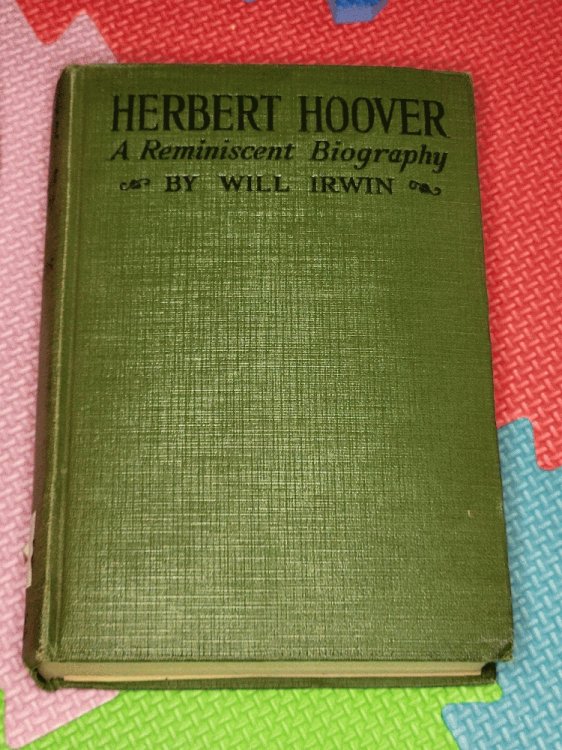 HERBERT HOOVER
A Reminiscent Biography
BY WILL IRWIN